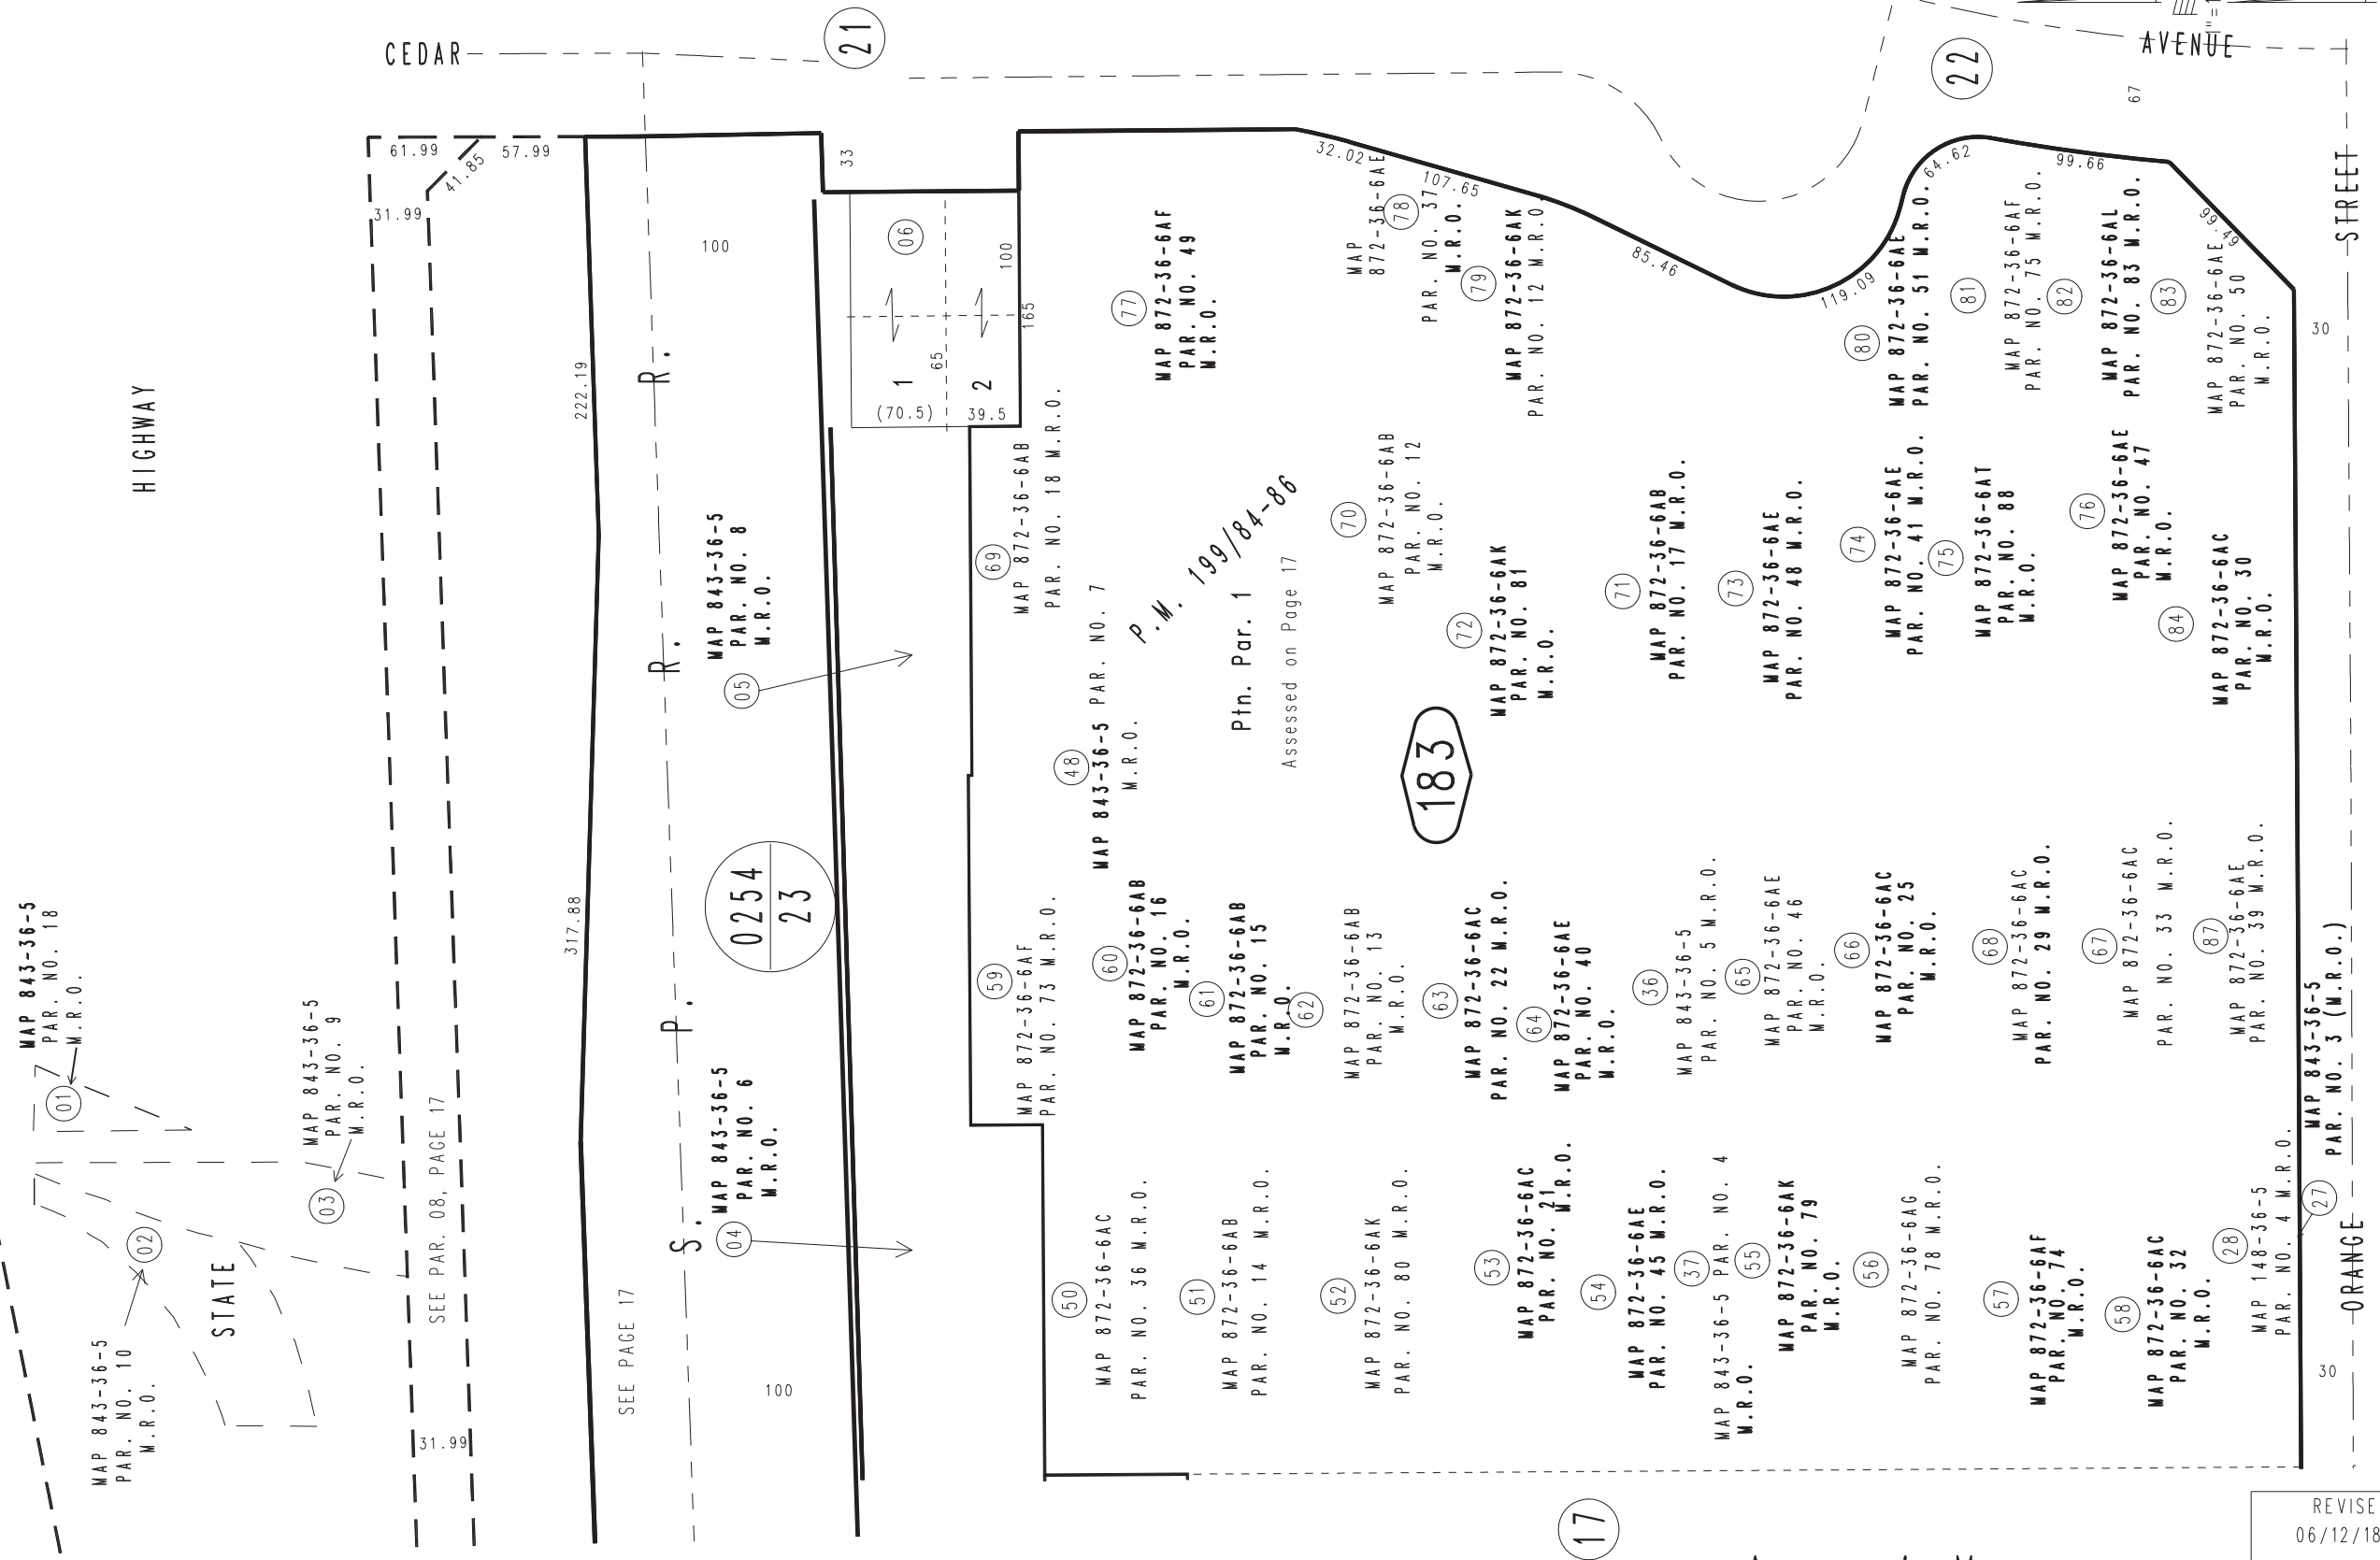 CEDAR
21
AVENUE
22
67
STREET
HIGHWAY
61.99
41.85
57.99
31.99
33
100
32.02
107.65
85.46
119.09
64.62
99.66
99.49
30
222.19
R.
06
1
65
(70.5)
2
39.5
100
165
77
MAP 872-36-6AF
PAR. NO. 49
M.R.O.
78
MAP
872-36-6AE
PAR. NO. 37
M.R.O.
79
MAP 872-36-6AK
PAR. NO. 12 M.R.O
80
MAP 872-36-6AE
PAR. NO. 51 M.R.O.
81
MAP 872-36-6AF
PAR. NO. 75 M.R.O.
82
MAP 872-36-6AL
PAR. NO. 83 M.R.O.
83
MAP 872-36-6AE
PAR. NO. 50
M.R.O.
R.
MAP 843-36-5
PAR. NO. 8
M.R.O.
05
69
MAP 872-36-6AB
PAR. NO. 18 M.R.O.
48
MAP 843-36-5 PAR. NO. 7
M.R.O.
P.M. 199/84-86
Ptn. Par. 1
Assessed on Page 17
70
MAP 872-36-6AB
PAR. NO. 12
M.R.O.
72
MAP 872-36-6AK
PAR. NO. 81
M.R.O.
71
MAP 872-36-6AB
PAR. NO. 17 M.R.O.
73
MAP 872-36-6AE
PAR. NO. 48 M.R.O.
74
MAP 872-36-6AE
PAR. NO. 41 M.R.O.
75
MAP 872-36-6AT
PAR. NO. 88
M.R.O.
76
MAP 872-36-6AE
PAR. NO. 47
M.R.O.
84
MAP 872-36-6AC
PAR. NO. 30
M.R.O.
183
317.88
0254
23
P.
59
MAP 872-36-6AF
PAR. NO. 73 M.R.O.
60
MAP 872-36-6AB
PAR. NO. 16
M.R.O.
61
MAP 872-36-6AB
PAR. NO. 15
M.R.O.
62
MAP 872-36-6AB
PAR. NO. 13
M.R.O.
63
MAP 872-36-6AC
PAR. NO. 22 M.R.O.
64
MAP 872-36-6AE
PAR. NO. 40
M.R.O.
36
MAP 843-36-5
PAR. NO. 5 M.R.O.
65
MAP 872-36-6AE
PAR. NO. 46
M.R.O.
66
MAP 872-36-6AC
PAR. NO. 25
M.R.O.
68
MAP 872-36-6AC
PAR. NO. 29 M.R.O.
67
MAP 872-36-6AC
PAR. NO. 33 M.R.O.
87
MAP 872-36-6AE
PAR. NO. 39 M.R.O.
MAP 843-36-5
PAR. NO. 3 (M.R.O.)
MAP 843-36-5
PAR. NO. 18
M.R.O.
01
MAP 843-36-5
PAR. NO. 9
M.R.O.
03
02
MAP 843-36-5
PAR. NO. 10
M.R.O.
STATE
SEE PAR. 08, PAGE 17
31.99
SEE PAGE 17
S.
MAP 843-36-5
PAR. NO. 6
M.R.O.
04
100
50
MAP 872-36-6AC
PAR. NO. 36 M.R.O.
51
MAP 872-36-6AB
PAR. NO. 14 M.R.O.
52
MAP 872-36-6AK
PAR. NO. 80 M.R.O.
53
MAP 872-36-6AC
PAR. NO. 21
M.R.O.
54
MAP 872-36-6AE
PAR. NO. 45 M.R.O.
37
MAP 843-36-5 PAR. NO. 4
M.R.O.
55
MAP 872-36-6AK
PAR. NO. 79
M.R.O.
56
MAP 872-36-6AG
PAR. NO. 78 M.R.O.
57
MAP 872-36-6AF
PAR. NO. 74
M.R.O.
58
MAP 872-36-6AC
PAR. NO. 32
M.R.O.
28
MAP 148-36-5
PAR. NO. 4 M.R.O.
27
ORANGE
30
17
REVISE
06/12/18